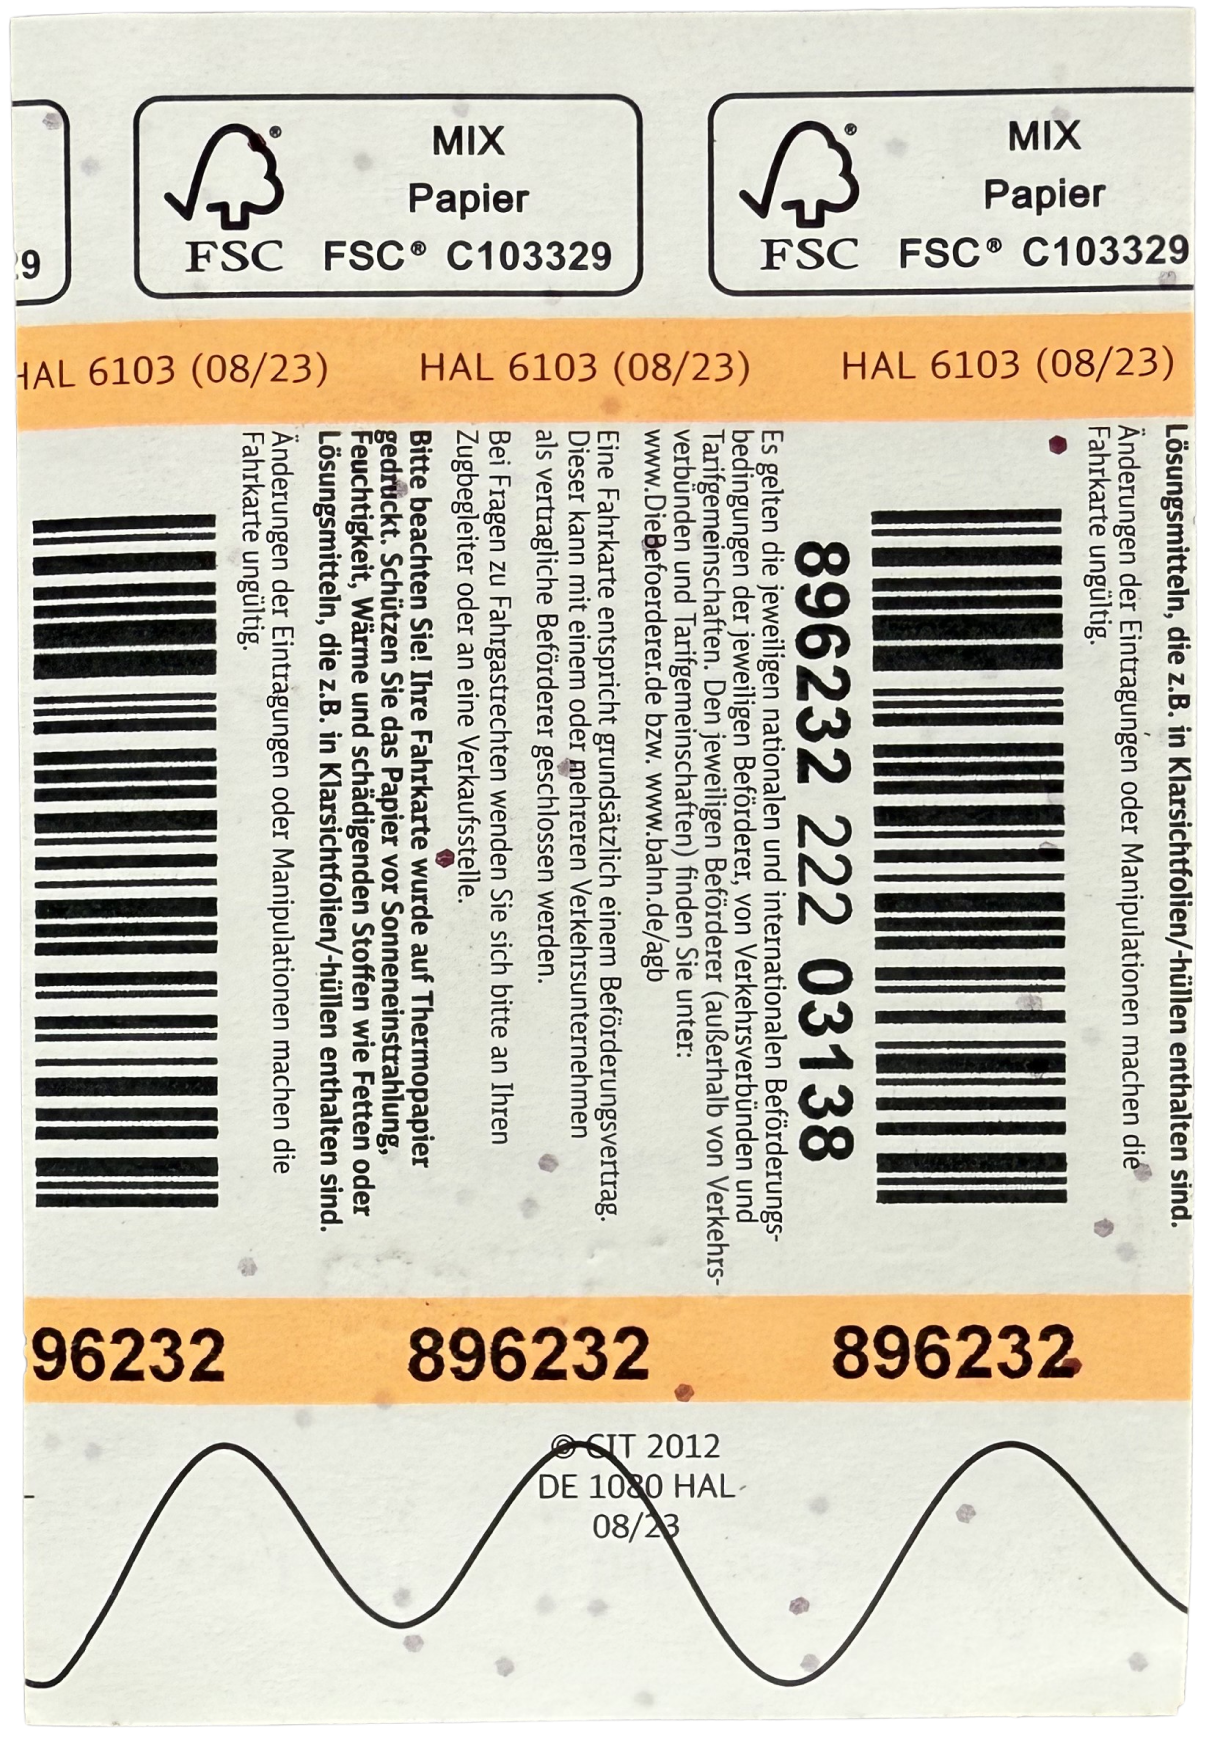 MIX
Papier
FSC
FSC® C103329
MIX
Papier
FSC
FSC® C103329
9
HAL 6103 (08/23)
HAL 6103 (08/23)
HAL 6103 (08/23)
Lösungsmitteln, die z.B. in Klarsichtfolien/-hüllen enthalten sind.
Änderungen der Eintragungen oder Manipulationen machen die
Fahrkarte ungültig.
896232 222 03138
Es gelten die jeweiligen nationalen und internationalen Beförderungs-
bedingungen der jeweiligen Beförderer, von Verkehrsverbünden und
Tarifgemeinschaften. Den jeweiligen Beförderer (außerhalb von Verkehrs-
verbünden und Tarifgemeinschaften) finden Sie unter:
www.DieBefoerderer.de bzw. www.bahn.de/agb
Eine Fahrkarte entspricht grundsätzlich einem Beförderungsvertrag.
Dieser kann mit einem oder mehreren Verkehrsunternehmen
als vertragliche Beförderer geschlossen werden.
Bei Fragen zu Fahrgastrechten wenden Sie sich bitte an Ihren
Zugbegleiter oder an eine Verkaufsstelle.
Bitte beachten Sie! Ihre Fahrkarte wurde auf Thermopapier
gedruckt. Schützen Sie das Papier vor Sonneneinstrahlung,
Feuchtigkeit, Wärme und schädigenden Stoffen wie Fetten oder
Lösungsmitteln, die z.B. in Klarsichtfolien/-hüllen enthalten sind.
Änderungen der Eintragungen oder Manipulationen machen die
Fahrkarte ungültig.
96232
896232
896232
© CIT 2012
DE 1080 HAL
08/23